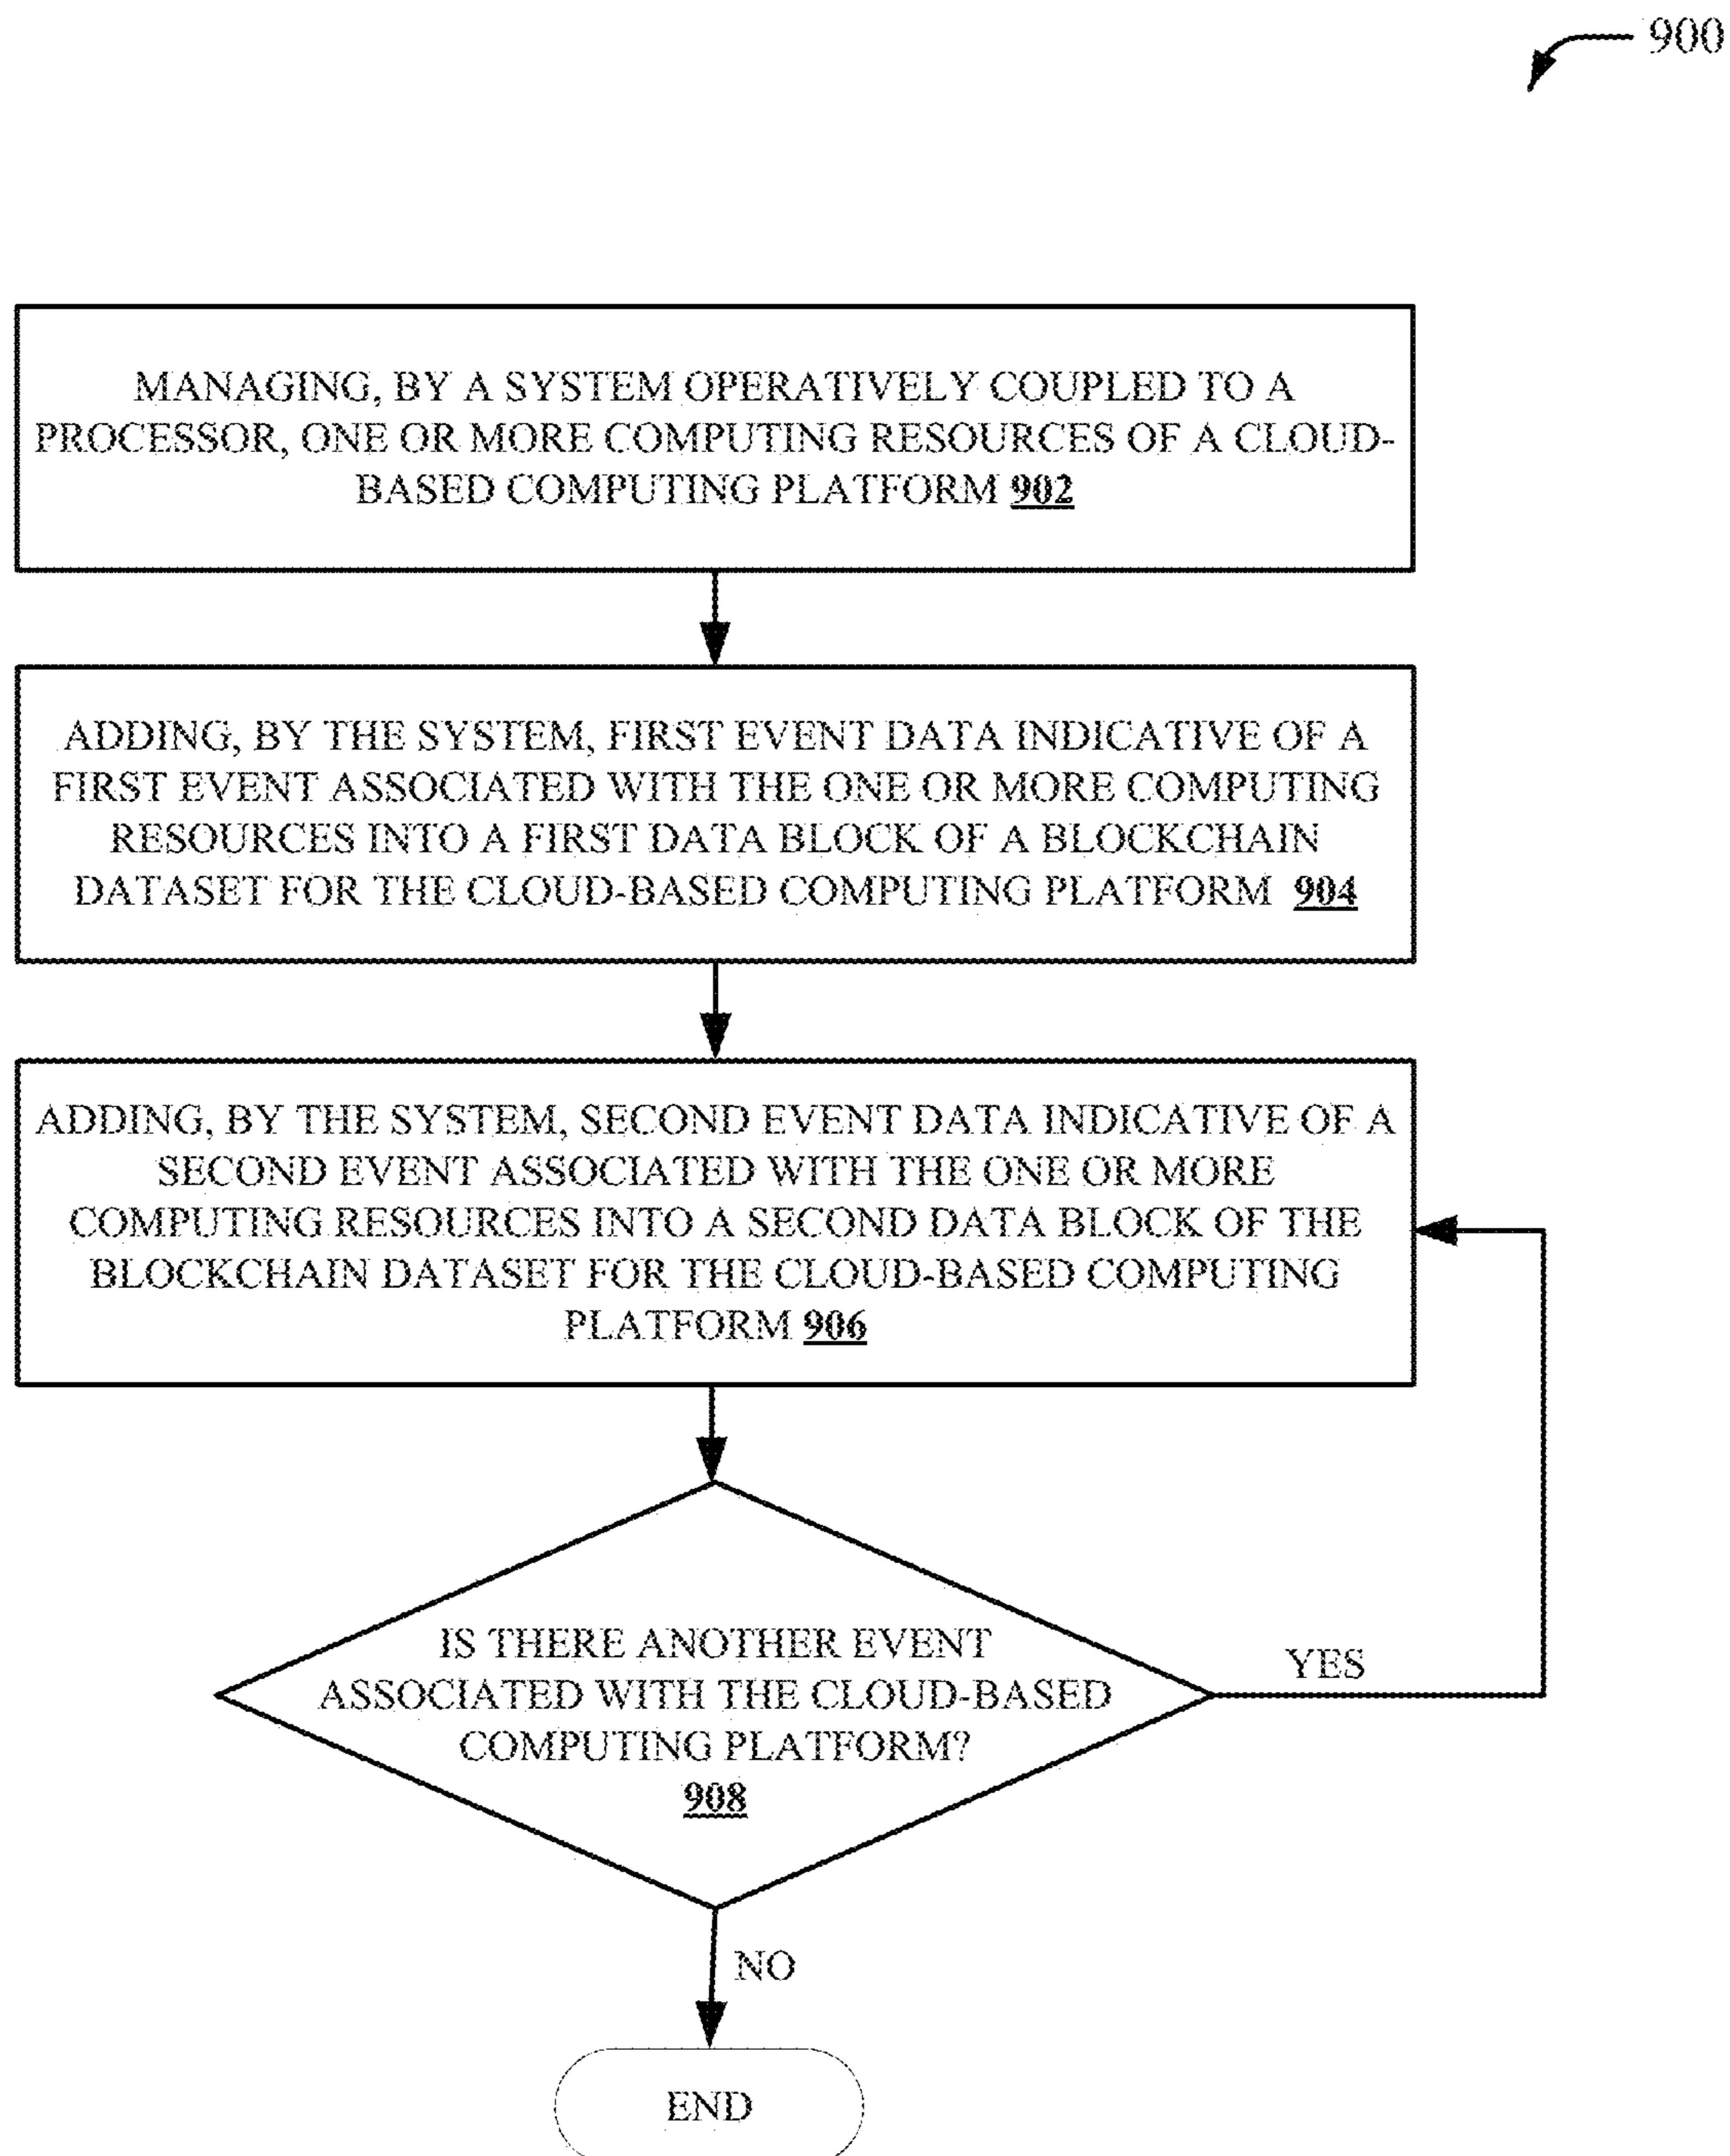 900
MANAGING, BY A SYSTEM OPERATIVELY COUPLED TO A
PROCESSOR, ONE OR MORE COMPUTING RESOURCES OF A CLOUD-
BASED COMPUTING PLATFORM 902
ADDING, BY THE SYSTEM, FIRST EVENT DATA INDICATIVE OF A
FIRST EVENT ASSOCIATED WITH THE ONE OR MORE COMPUTING
RESOURCES INTO A FIRST DATA BLOCK OF A BLOCKCHAIN
DATASET FOR THE CLOUD-BASED COMPUTING PLATFORM 904
ADDING, BY THE SYSTEM, SECOND EVENT DATA INDICATIVE OF A
SECOND EVENT ASSOCIATED WITH THE ONE OR MORE
COMPUTING RESOURCES INTO A SECOND DATA BLOCK OF THE
BLOCKCHAIN DATASET FOR THE CLOUD-BASED COMPUTING
PLATFORM 906
IS THERE ANOTHER EVENT
ASSOCIATED WITH THE CLOUD-BASED
COMPUTING PLATFORM?
908
YES
NO
END